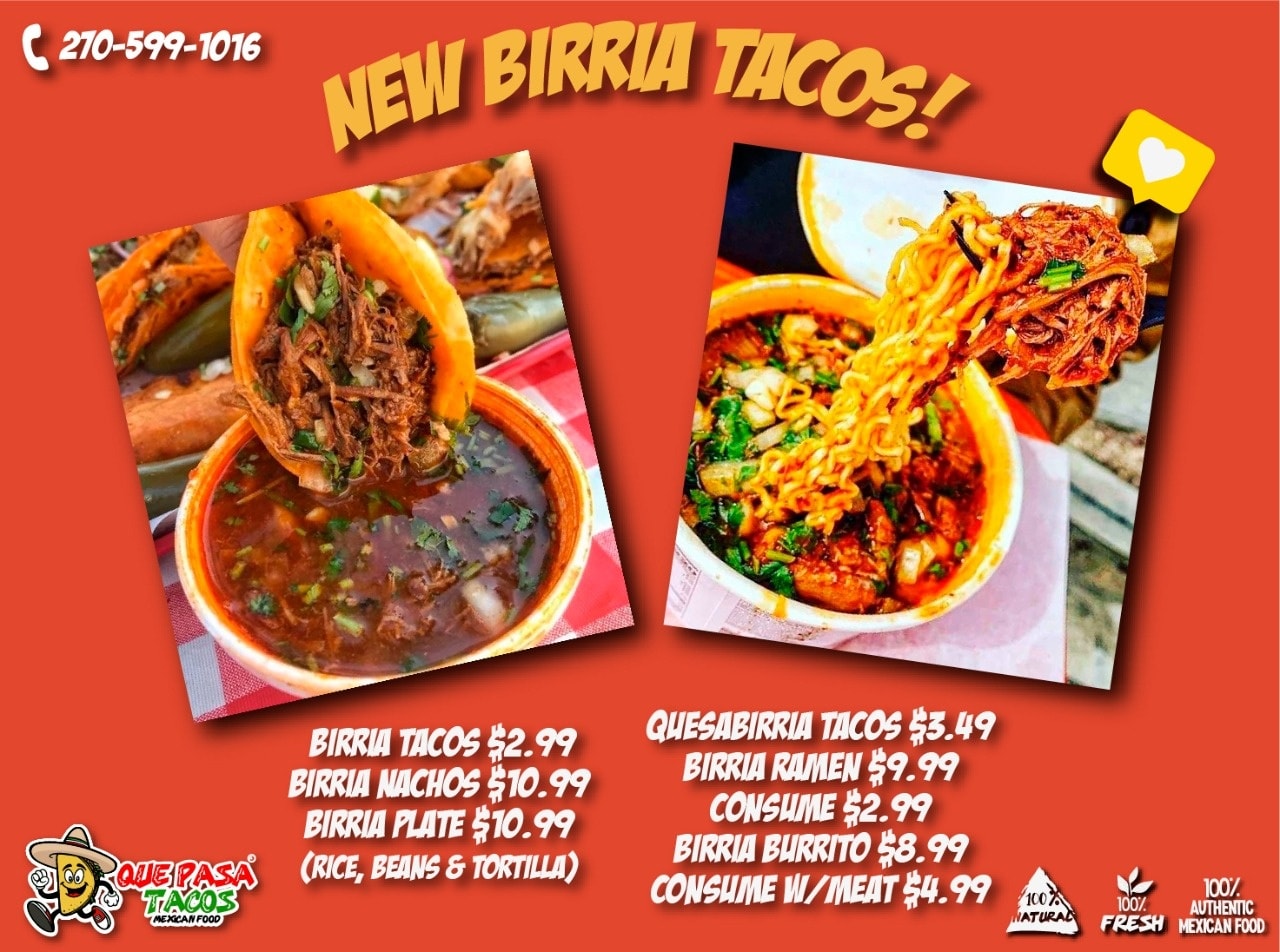 270-599-1016
NEW BIRRIA TACOS!
BIRRIA TACOS $2.99
BIRRIA NACHOS $10.99
BIRRIA PLATE $10.99
(RICE, BEANS & TORTILLA)
QUESABIRRIA TACOS $3.49
BIRRIA RAMEN $9.99
CONSUME $2.99
BIRRIA BURRITO $8.99
CONSUME W/MEAT $4.99
QUE PASA
TACOS
MEXICAN FOOD
100%
NATURAL
100%
FRESH
100%
AUTHENTIC
MEXICAN FOOD